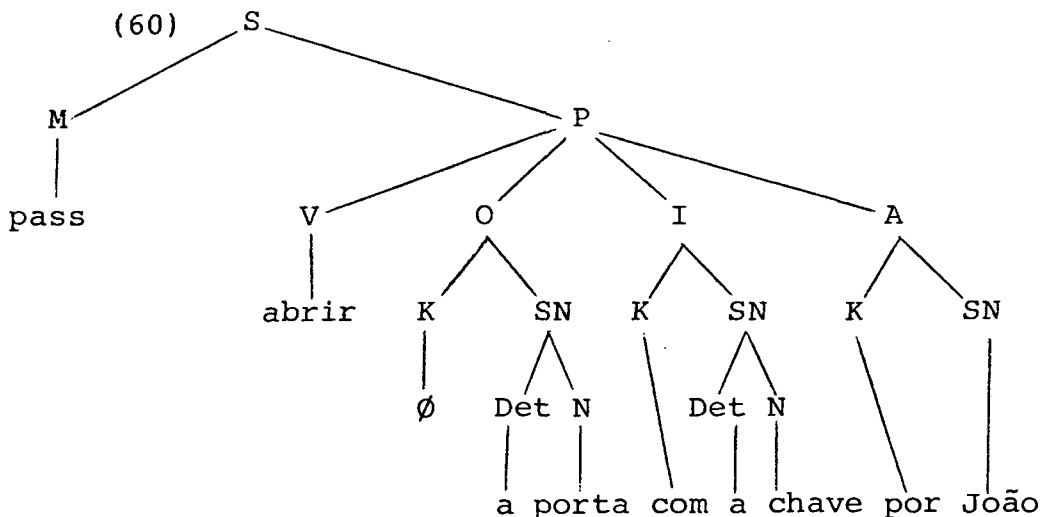 (60) S
M P
pass V O I A
abrir K SN K SN K SN
Ø Det N Det N
a porta com a chave por João